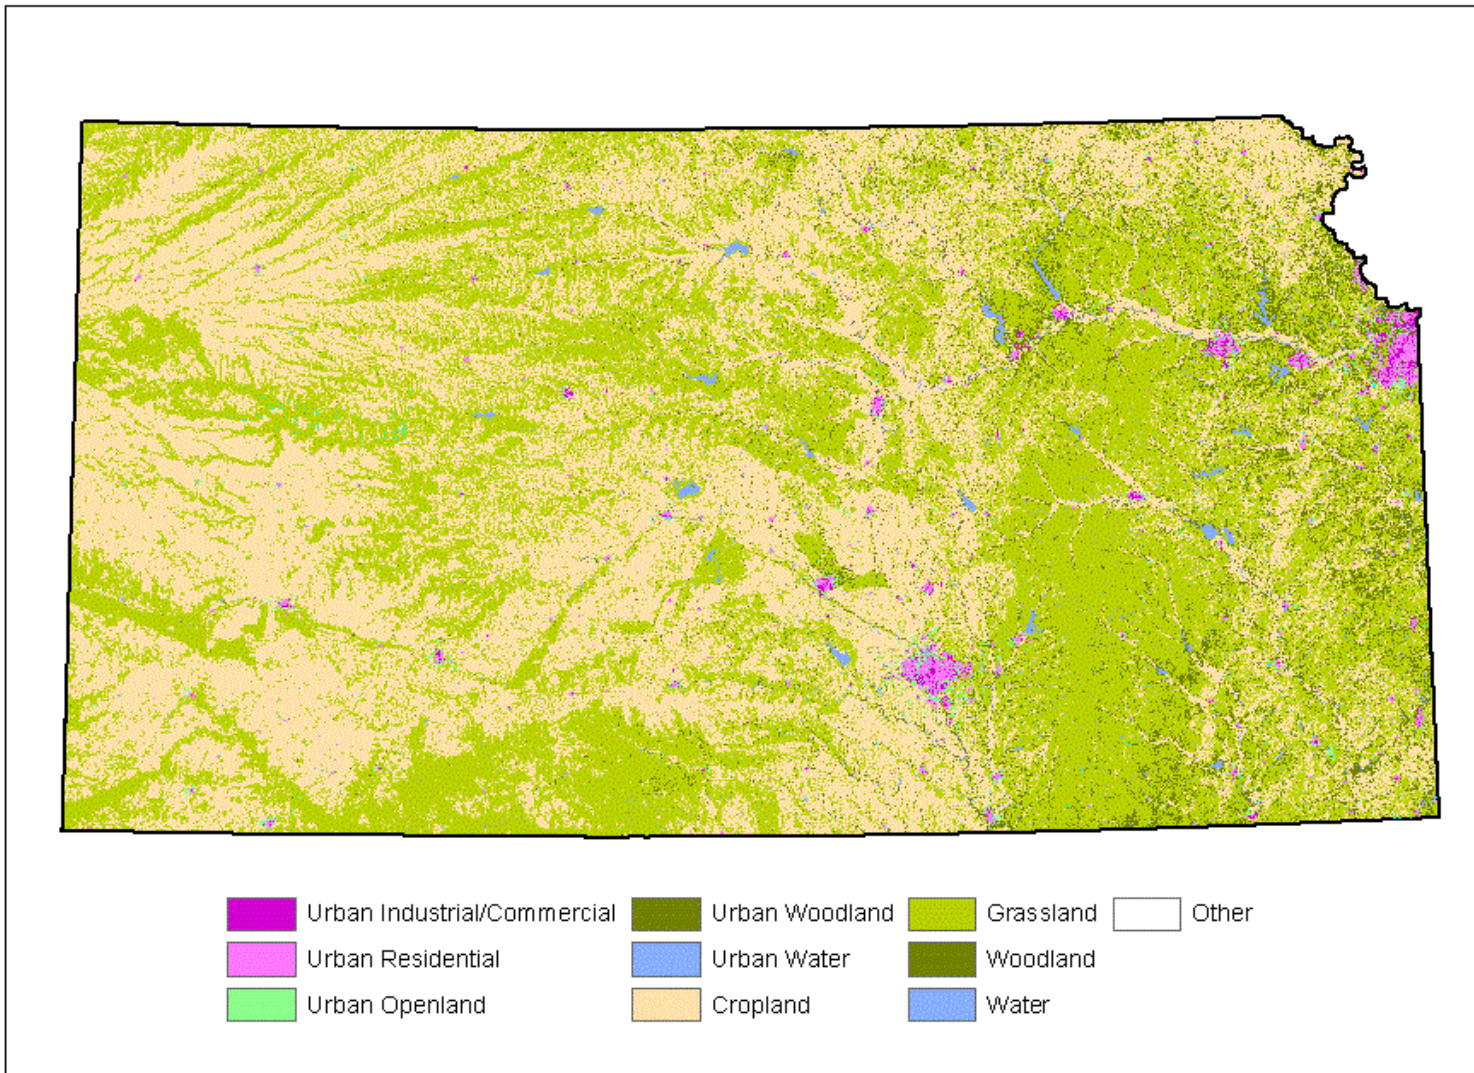 Urban Industrial/Commercial
Urban Woodland
Grassland
Other
Urban Residential
Urban Water
Woodland
Urban Openland
Cropland
Water